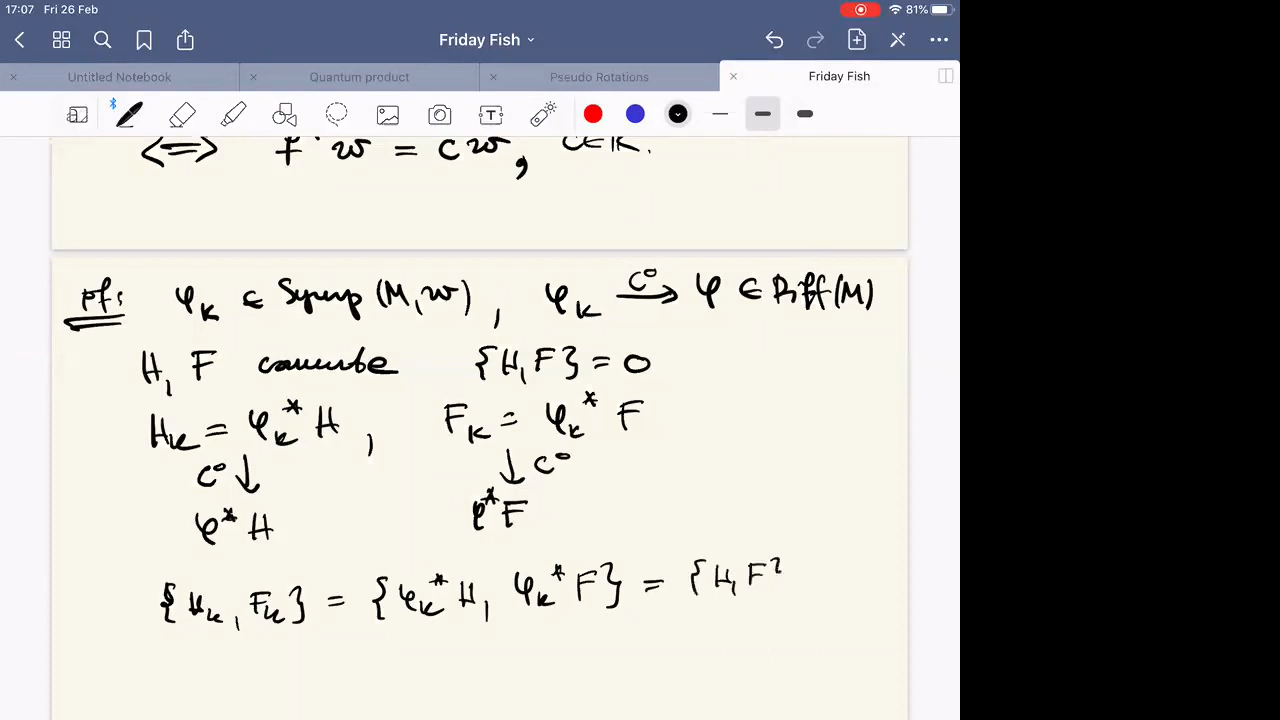 17:07 Fri 26 Feb 81%
Friday Fish
Untitled Notebook Quantum product Pseudo Rotations Friday Fish
⟺ f* ω = c ω, c∈ℝ.
Pf: φ_k ∈ Symp (M, ω), φ_k —C⁰→ φ ∈ Diff(M)
H, F commute {H, F} = 0
H_k = φ_k^* H, F_k = φ_k^* F
C⁰ ↓ ↓ C⁰
φ^* H φ^* F
{H_k, F_k} = {φ_k^* H, φ_k^* F} = {H, F}